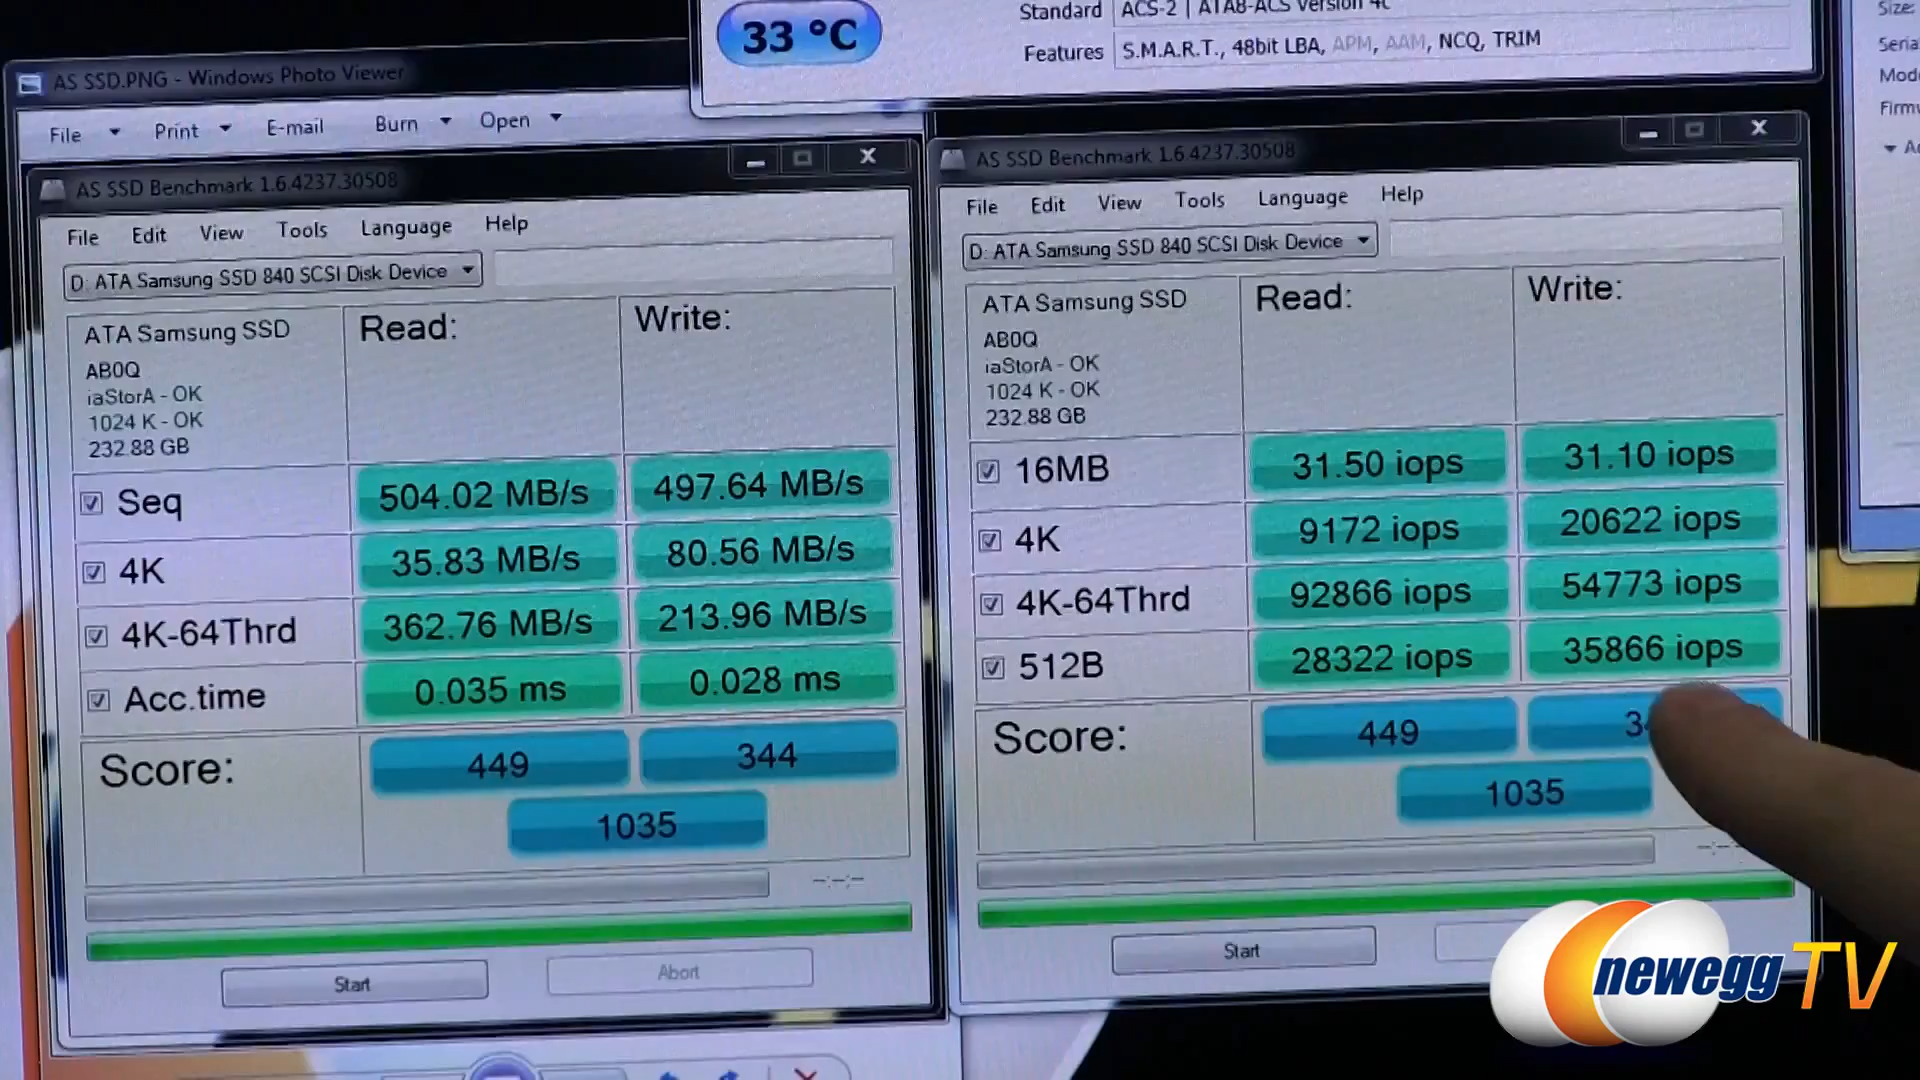 33 °C
Standard
ACS-2 | ATA8-ACS version 4c
Features
S.M.A.R.T., 48bit LBA, APM, AAM, NCQ, TRIM
Size:
AS SSD.PNG - Windows Photo Viewer
File Print E-mail Burn Open
AS SSD Benchmark 1.6.4237.30508
File Edit View Tools Language Help
D: ATA Samsung SSD 840 SCSI Disk Device
ATA Samsung SSD
AB0Q
iaStorA - OK
1024 K - OK
232.88 GB
Read: Write:
Seq 504.02 MB/s 497.64 MB/s
4K 35.83 MB/s 80.56 MB/s
4K-64Thrd 362.76 MB/s 213.96 MB/s
Acc.time 0.035 ms 0.028 ms
Score: 449 344
1035
-:-:-
Start Abort
AS SSD Benchmark 1.6.4237.30508
File Edit View Tools Language Help
D: ATA Samsung SSD 840 SCSI Disk Device
ATA Samsung SSD
AB0Q
iaStorA - OK
1024 K - OK
232.88 GB
Read: Write:
16MB 31.50 iops 31.10 iops
4K 9172 iops 20622 iops
4K-64Thrd 92866 iops 54773 iops
512B 28322 iops 35866 iops
Score: 449
1035
Start
newegg TV